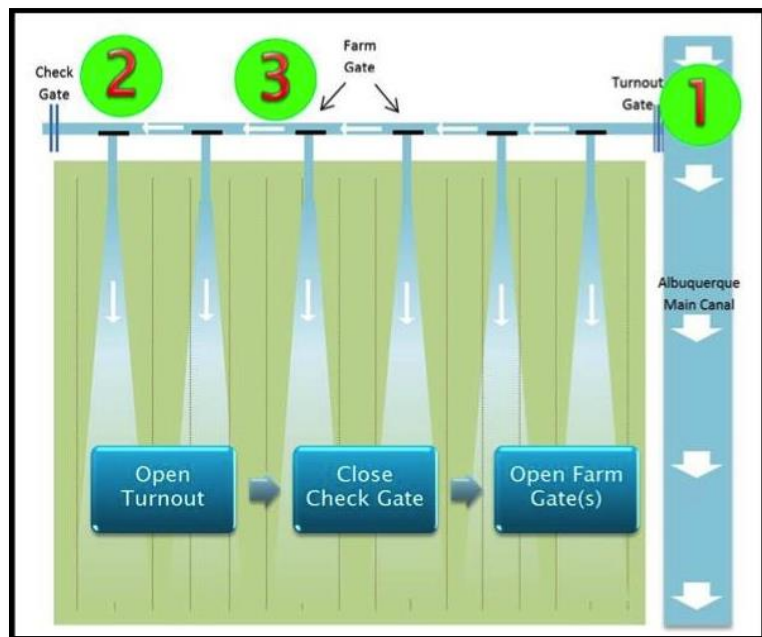 Check
Gate
2
3
Farm
Gate
Turnout
Gate
1
Albuquerque
Main Canal
Open
Turnout
Close
Check Gate
Open Farm
Gate(s)